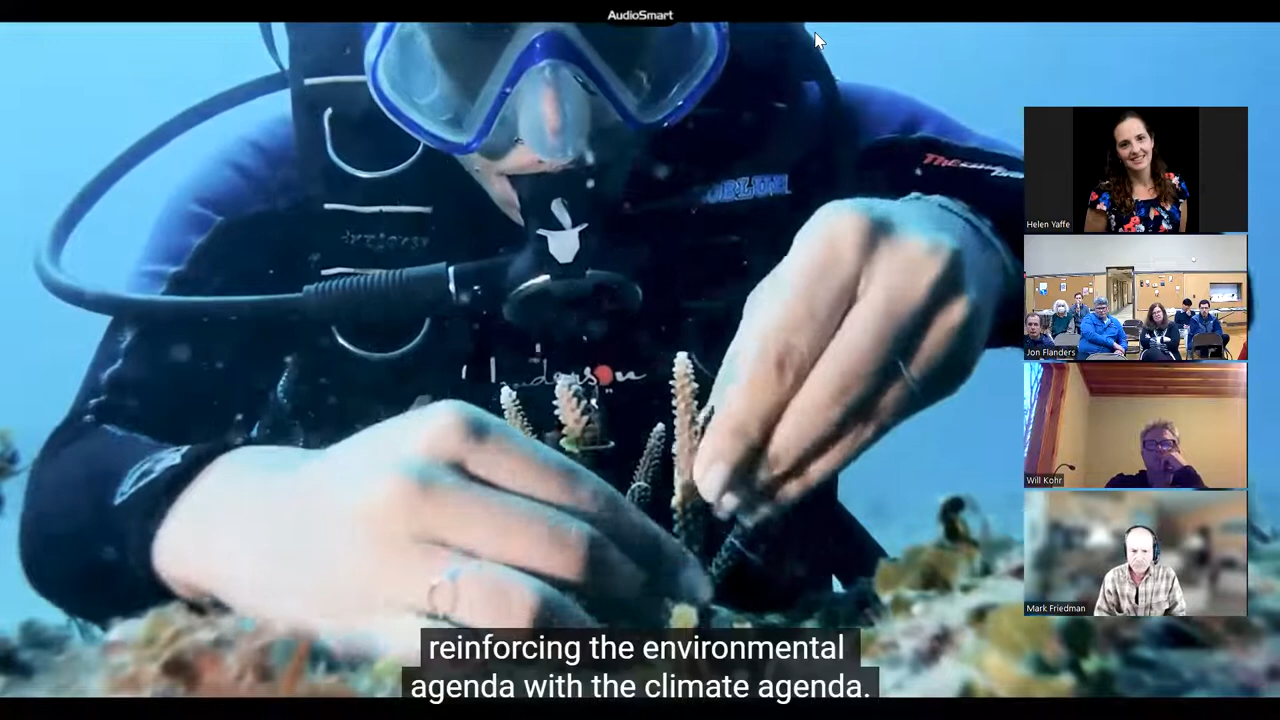 AudioSmart
Helen Yaffe
Jon Flanders
Will Kohr
Mark Friedman
reinforcing the environmental
agenda with the climate agenda.